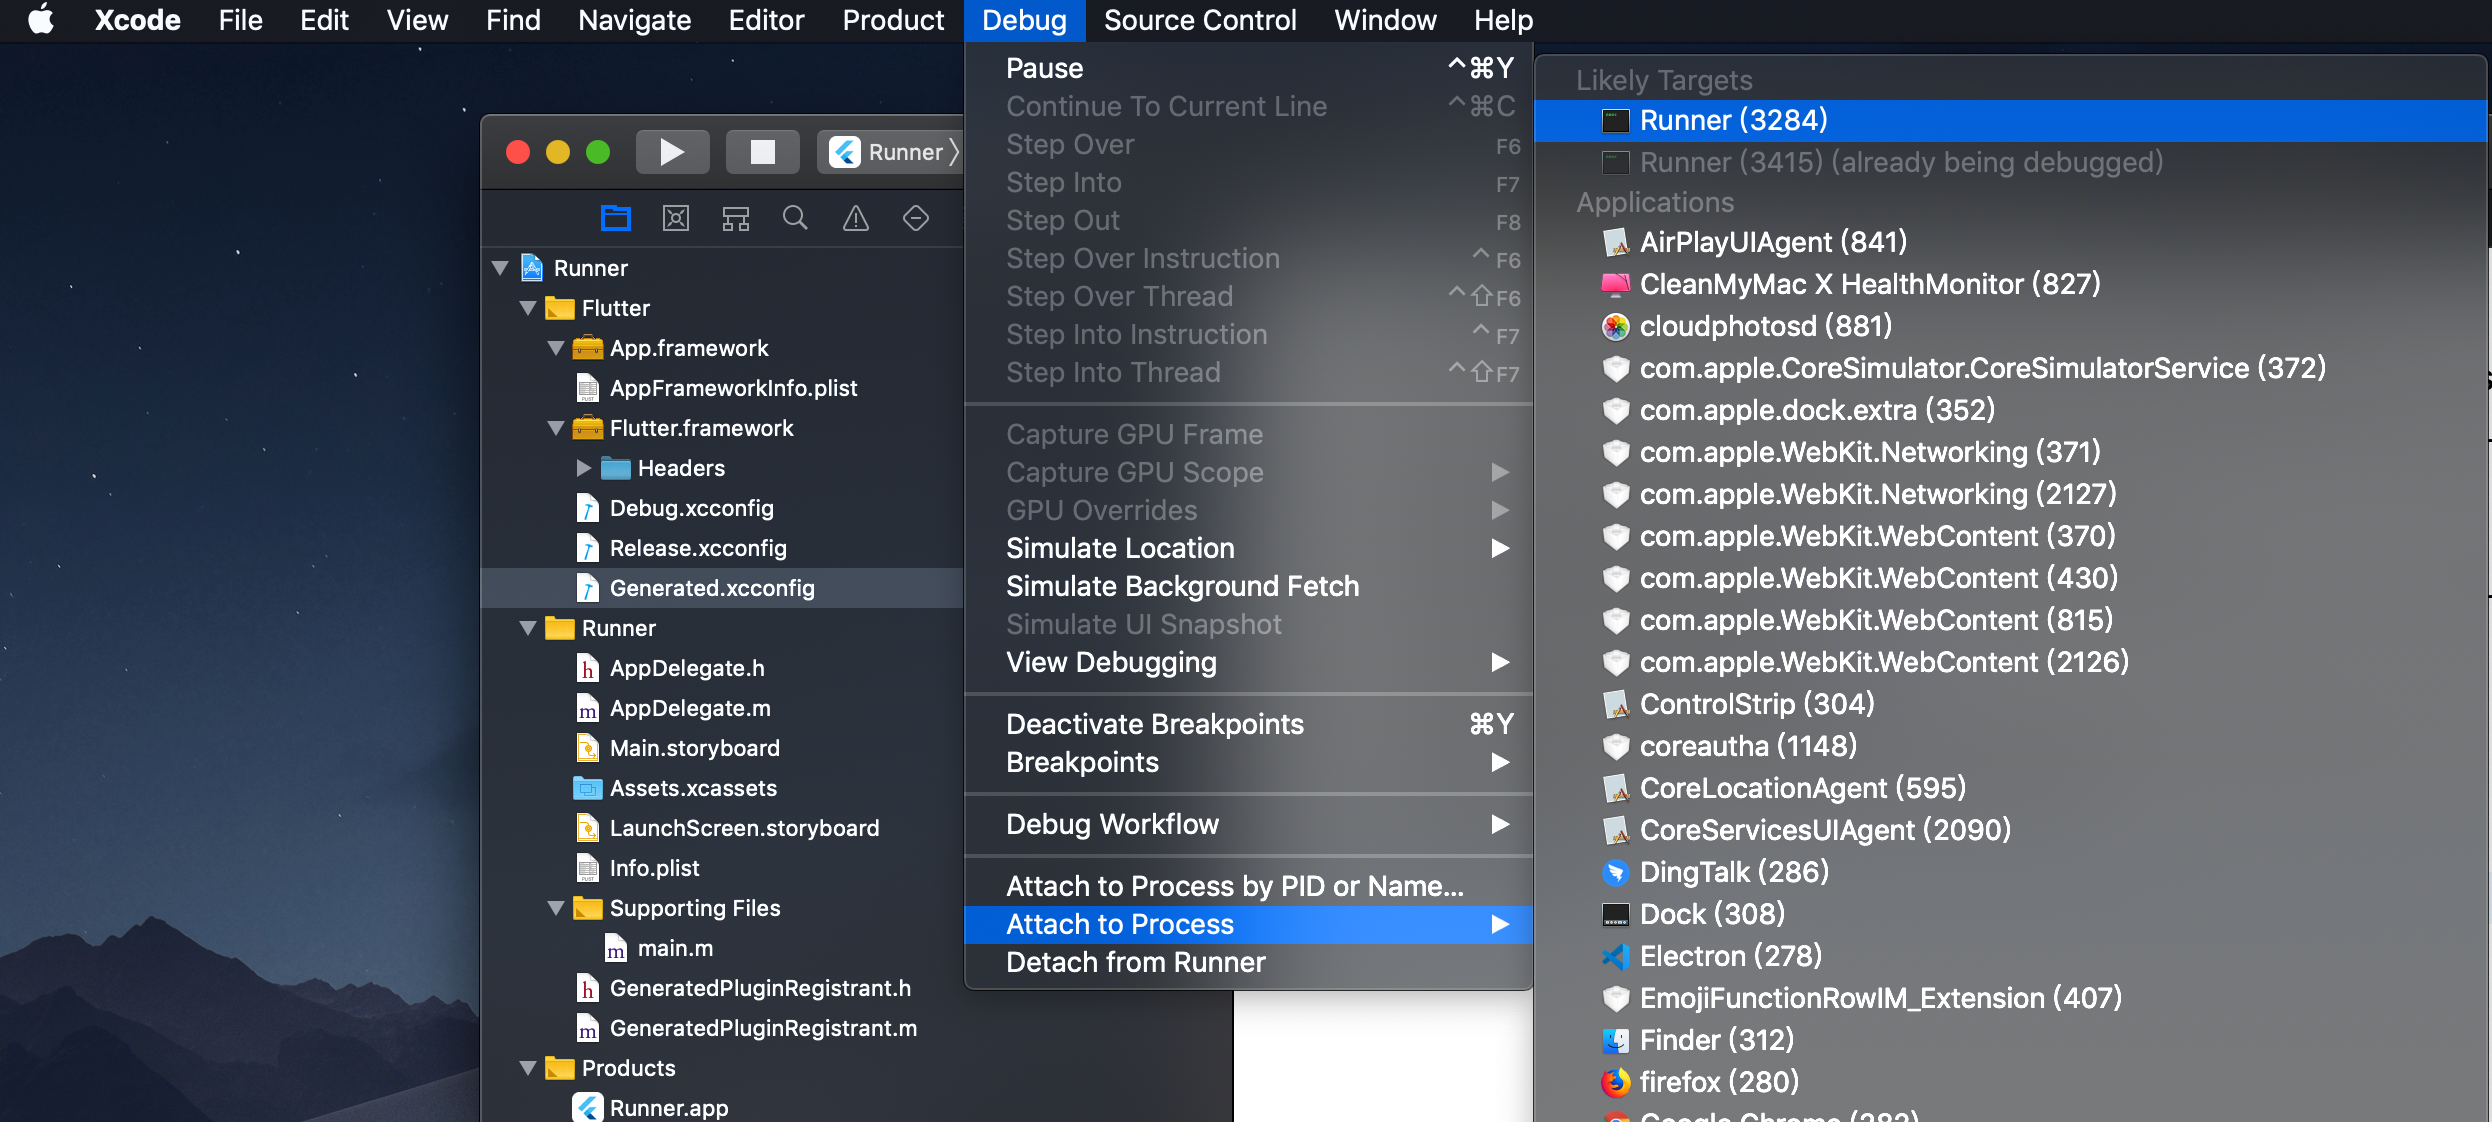 Xcode File Edit View Find Navigate Editor Product Debug Source Control Window Help
Runner
Runner
Flutter
App.framework
AppFrameworkInfo.plist
Flutter.framework
Headers
Debug.xcconfig
Release.xcconfig
Generated.xcconfig
Runner
AppDelegate.h
AppDelegate.m
Main.storyboard
Assets.xcassets
LaunchScreen.storyboard
Info.plist
Supporting Files
main.m
GeneratedPluginRegistrant.h
GeneratedPluginRegistrant.m
Products
Runner.app
Pause ^⌘Y
Continue To Current Line ^⌘C
Step Over F6
Step Into F7
Step Out F8
Step Over Instruction ^F6
Step Over Thread ^⇧F6
Step Into Instruction ^F7
Step Into Thread ^⇧F7
Capture GPU Frame
Capture GPU Scope
GPU Overrides
Simulate Location
Simulate Background Fetch
Simulate UI Snapshot
View Debugging
Deactivate Breakpoints ⌘Y
Breakpoints
Debug Workflow
Attach to Process by PID or Name...
Attach to Process
Detach from Runner
Likely Targets
Runner (3284)
Runner (3415) (already being debugged)
Applications
AirPlayUIAgent (841)
CleanMyMac X HealthMonitor (827)
cloudphotosd (881)
com.apple.CoreSimulator.CoreSimulatorService (372)
com.apple.dock.extra (352)
com.apple.WebKit.Networking (371)
com.apple.WebKit.Networking (2127)
com.apple.WebKit.WebContent (370)
com.apple.WebKit.WebContent (430)
com.apple.WebKit.WebContent (815)
com.apple.WebKit.WebContent (2126)
ControlStrip (304)
coreautha (1148)
CoreLocationAgent (595)
CoreServicesUIAgent (2090)
DingTalk (286)
Dock (308)
Electron (278)
EmojiFunctionRowIM_Extension (407)
Finder (312)
firefox (280)
Google Chrome (282)